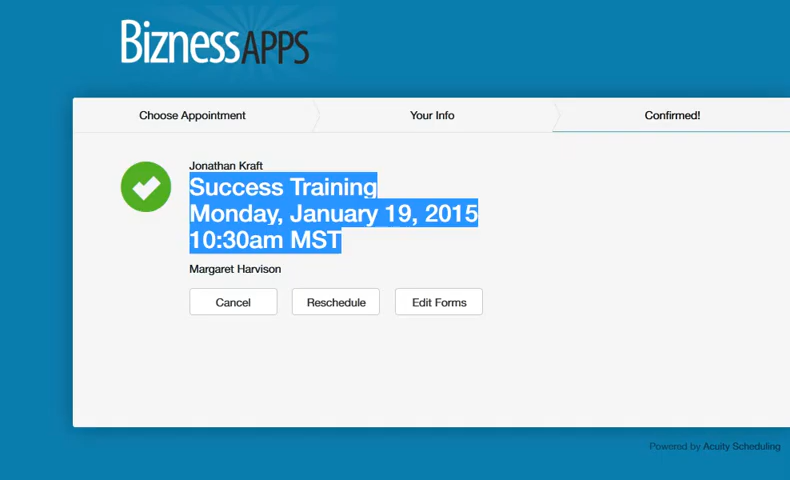 BiznessAPPS
Choose Appointment
Your Info
Confirmed!
Jonathan Kraft
Success Training
Monday, January 19, 2015
10:30am MST
Margaret Harvison
Cancel
Reschedule
Edit Forms
Powered by Acuity Scheduling